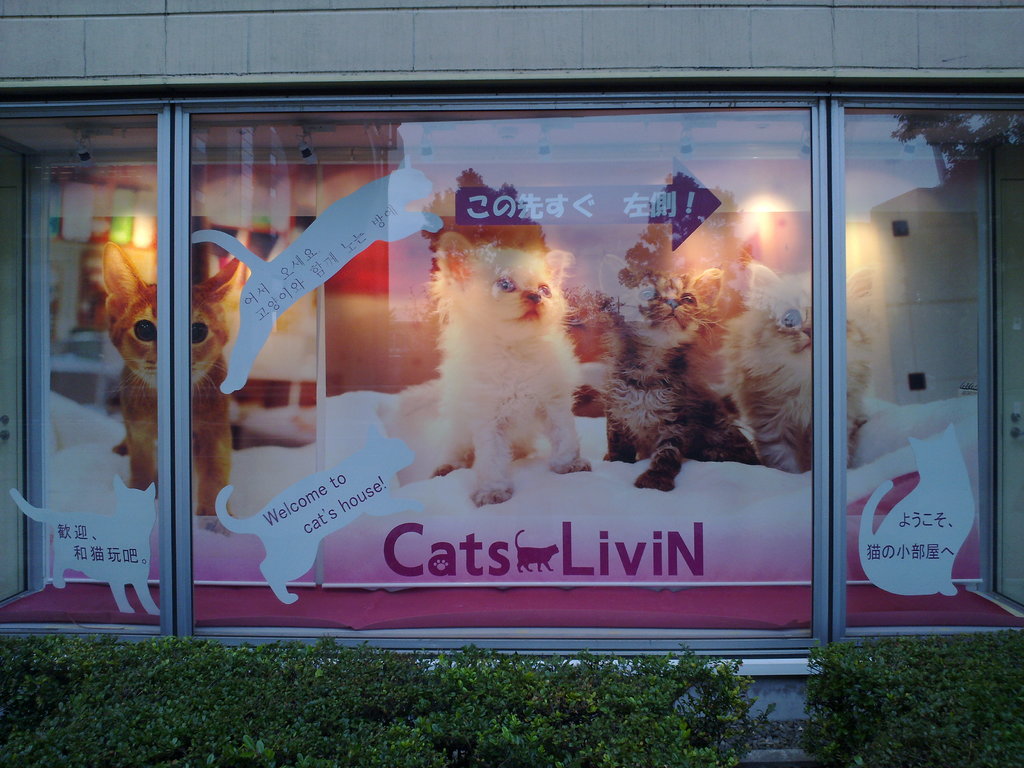 この先すぐ 左側！
어서 오세요
고양이와 함께 노는 방에
Welcome to
cat's house!
Cats LiviN
歓迎、
和猫玩吧。
ようこそ、
猫の小部屋へ